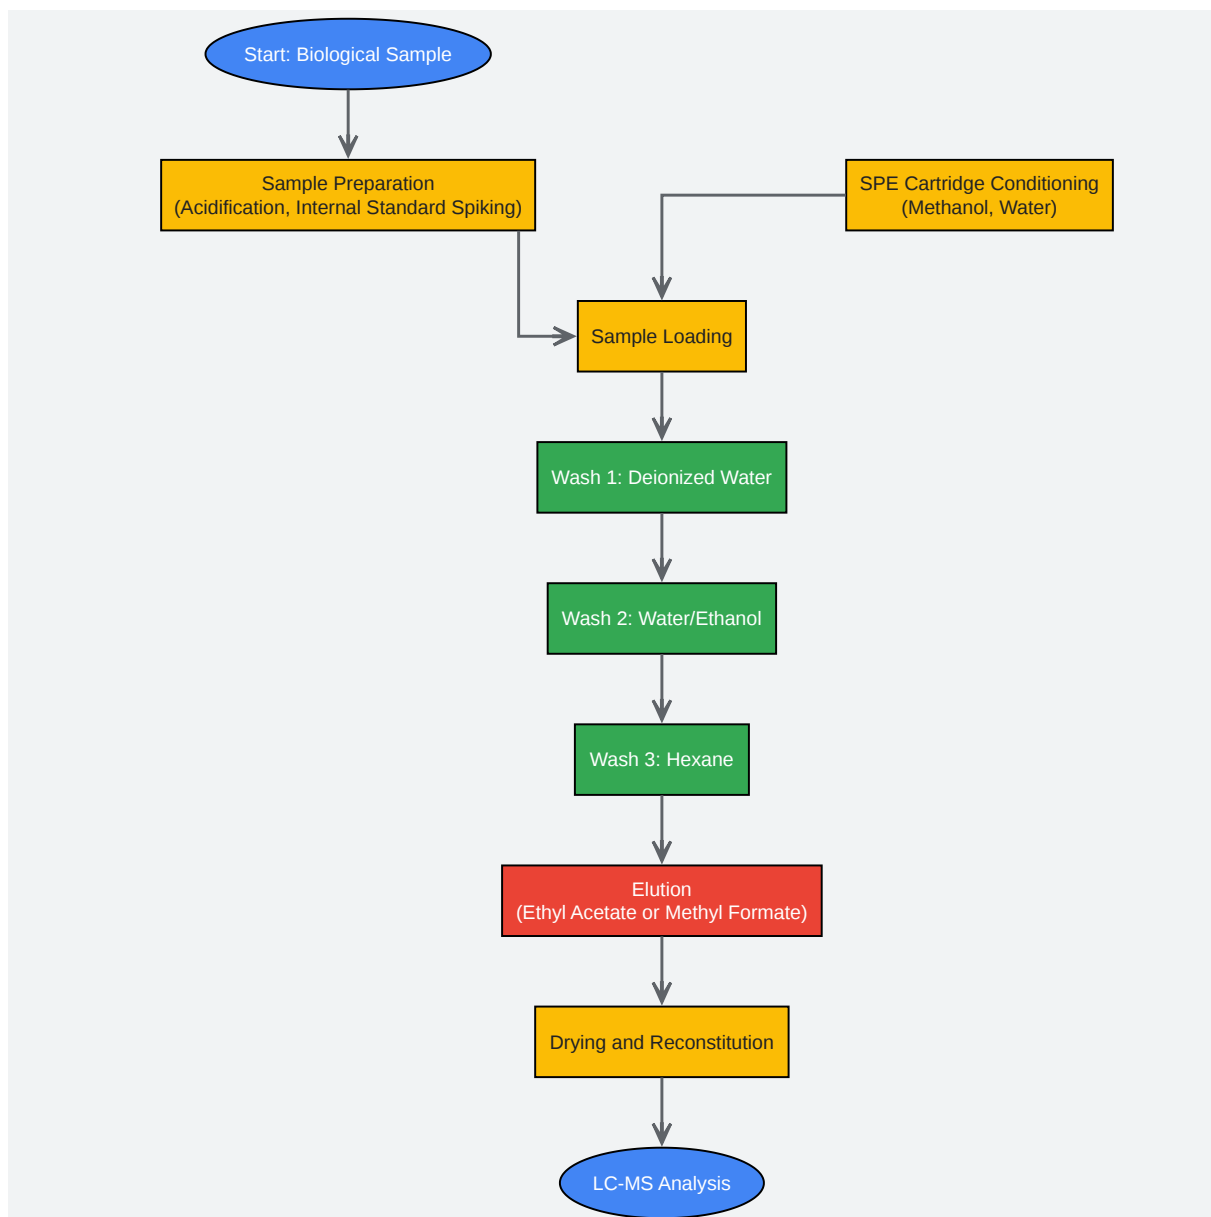 Start: Biological Sample
Sample Preparation
(Acidification, Internal Standard Spiking)
SPE Cartridge Conditioning
(Methanol, Water)
Sample Loading
Wash 1: Deionized Water
Wash 2: Water/Ethanol
Wash 3: Hexane
Elution
(Ethyl Acetate or Methyl Formate)
Drying and Reconstitution
LC-MS Analysis